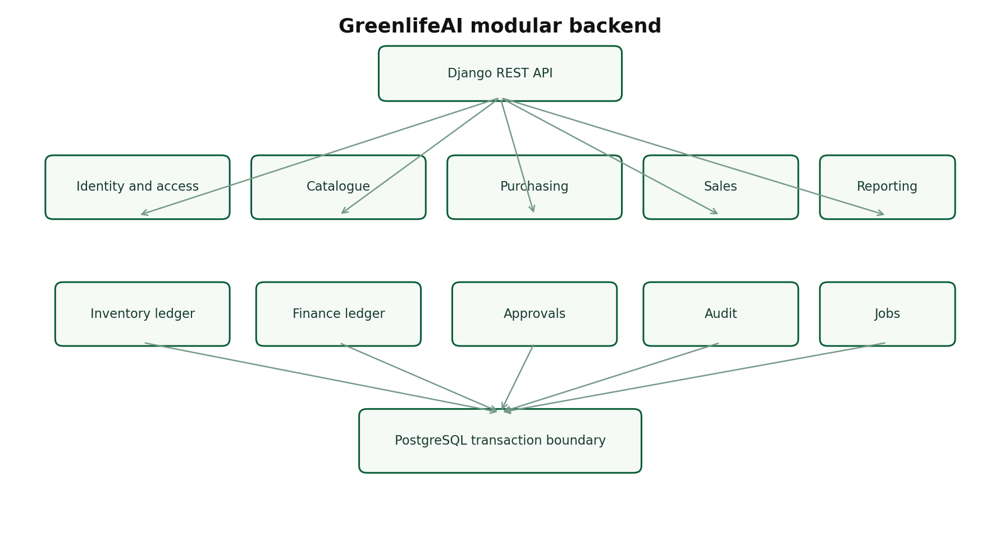 GreenlifeAI modular backend
Django REST API
Identity and access
Catalogue
Purchasing
Sales
Reporting
Inventory ledger
Finance ledger
Approvals
Audit
Jobs
PostgreSQL transaction boundary